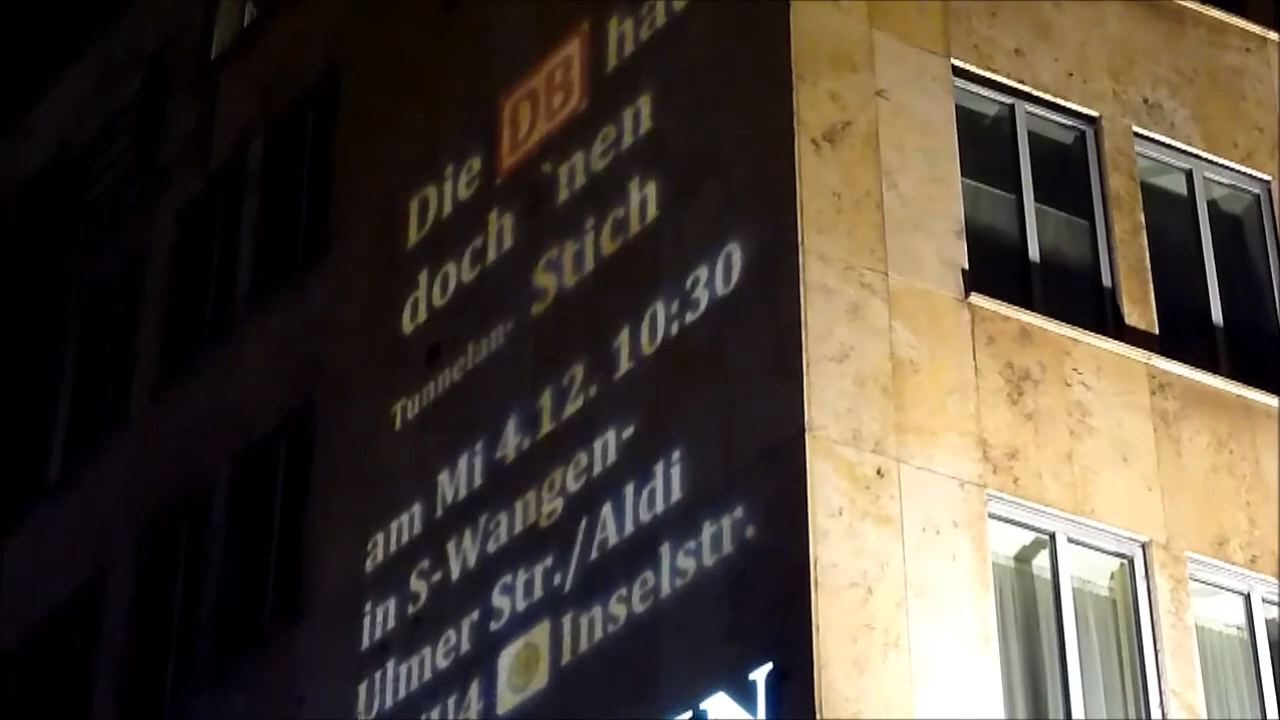 Die DB hat
doch `nen
Tunnelan- Stich
am Mi 4.12. 10:30
in S-Wangen-
Ulmer Str./Aldi
U4 Inselstr.
N